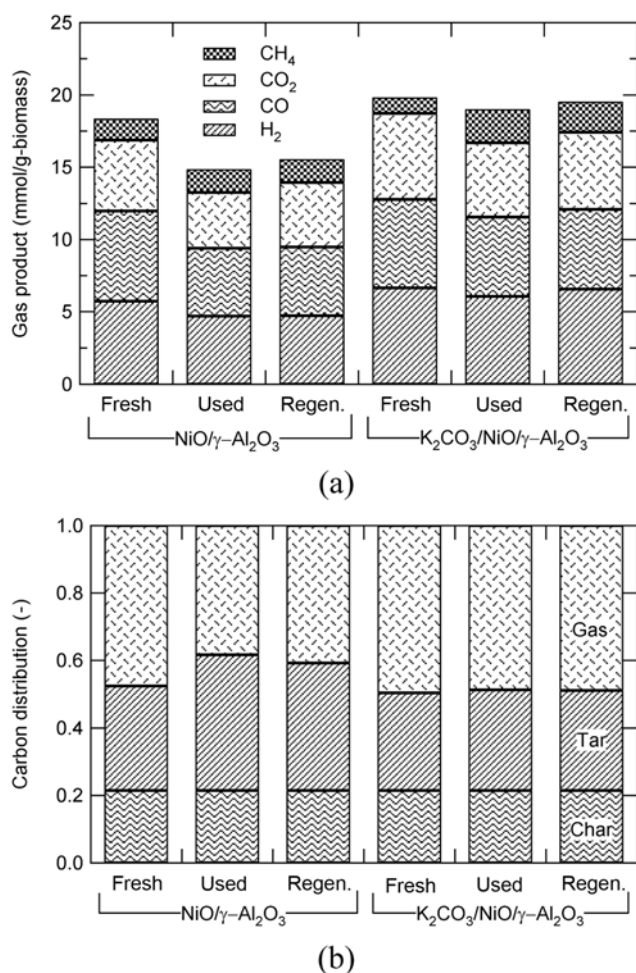 25
20
15
10
5
0
Gas product (mmol/g-biomass)
CH₄
CO₂
CO
H₂
Fresh Used Regen. Fresh Used Regen.
NiO/γ−Al₂O₃ K₂CO₃/NiO/γ−Al₂O₃
(a)
1.0
0.8
0.6
0.4
0.2
0.0
Carbon distribution (-)
Gas
Tar
Char
Fresh Used Regen. Fresh Used Regen.
NiO/γ−Al₂O₃ K₂CO₃/NiO/γ−Al₂O₃
(b)